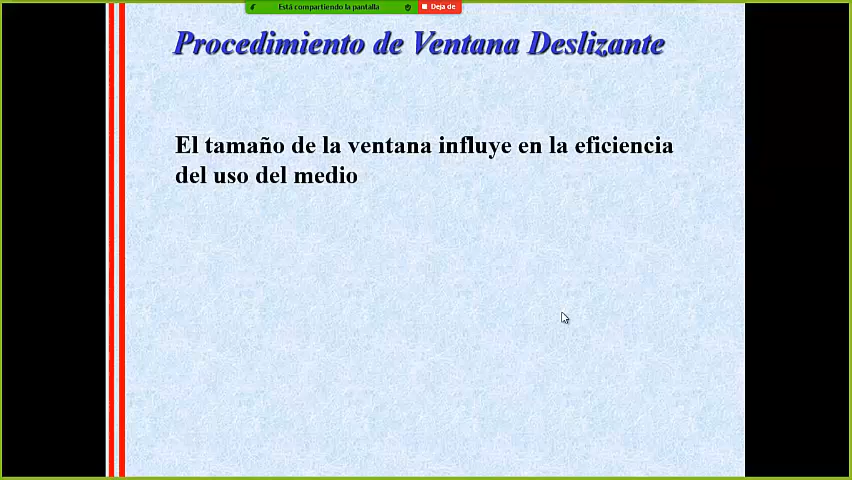 Está compartiendo la pantalla
Deja de
Procedimiento de Ventana Deslizante
El tamaño de la ventana influye en la eficiencia
del uso del medio